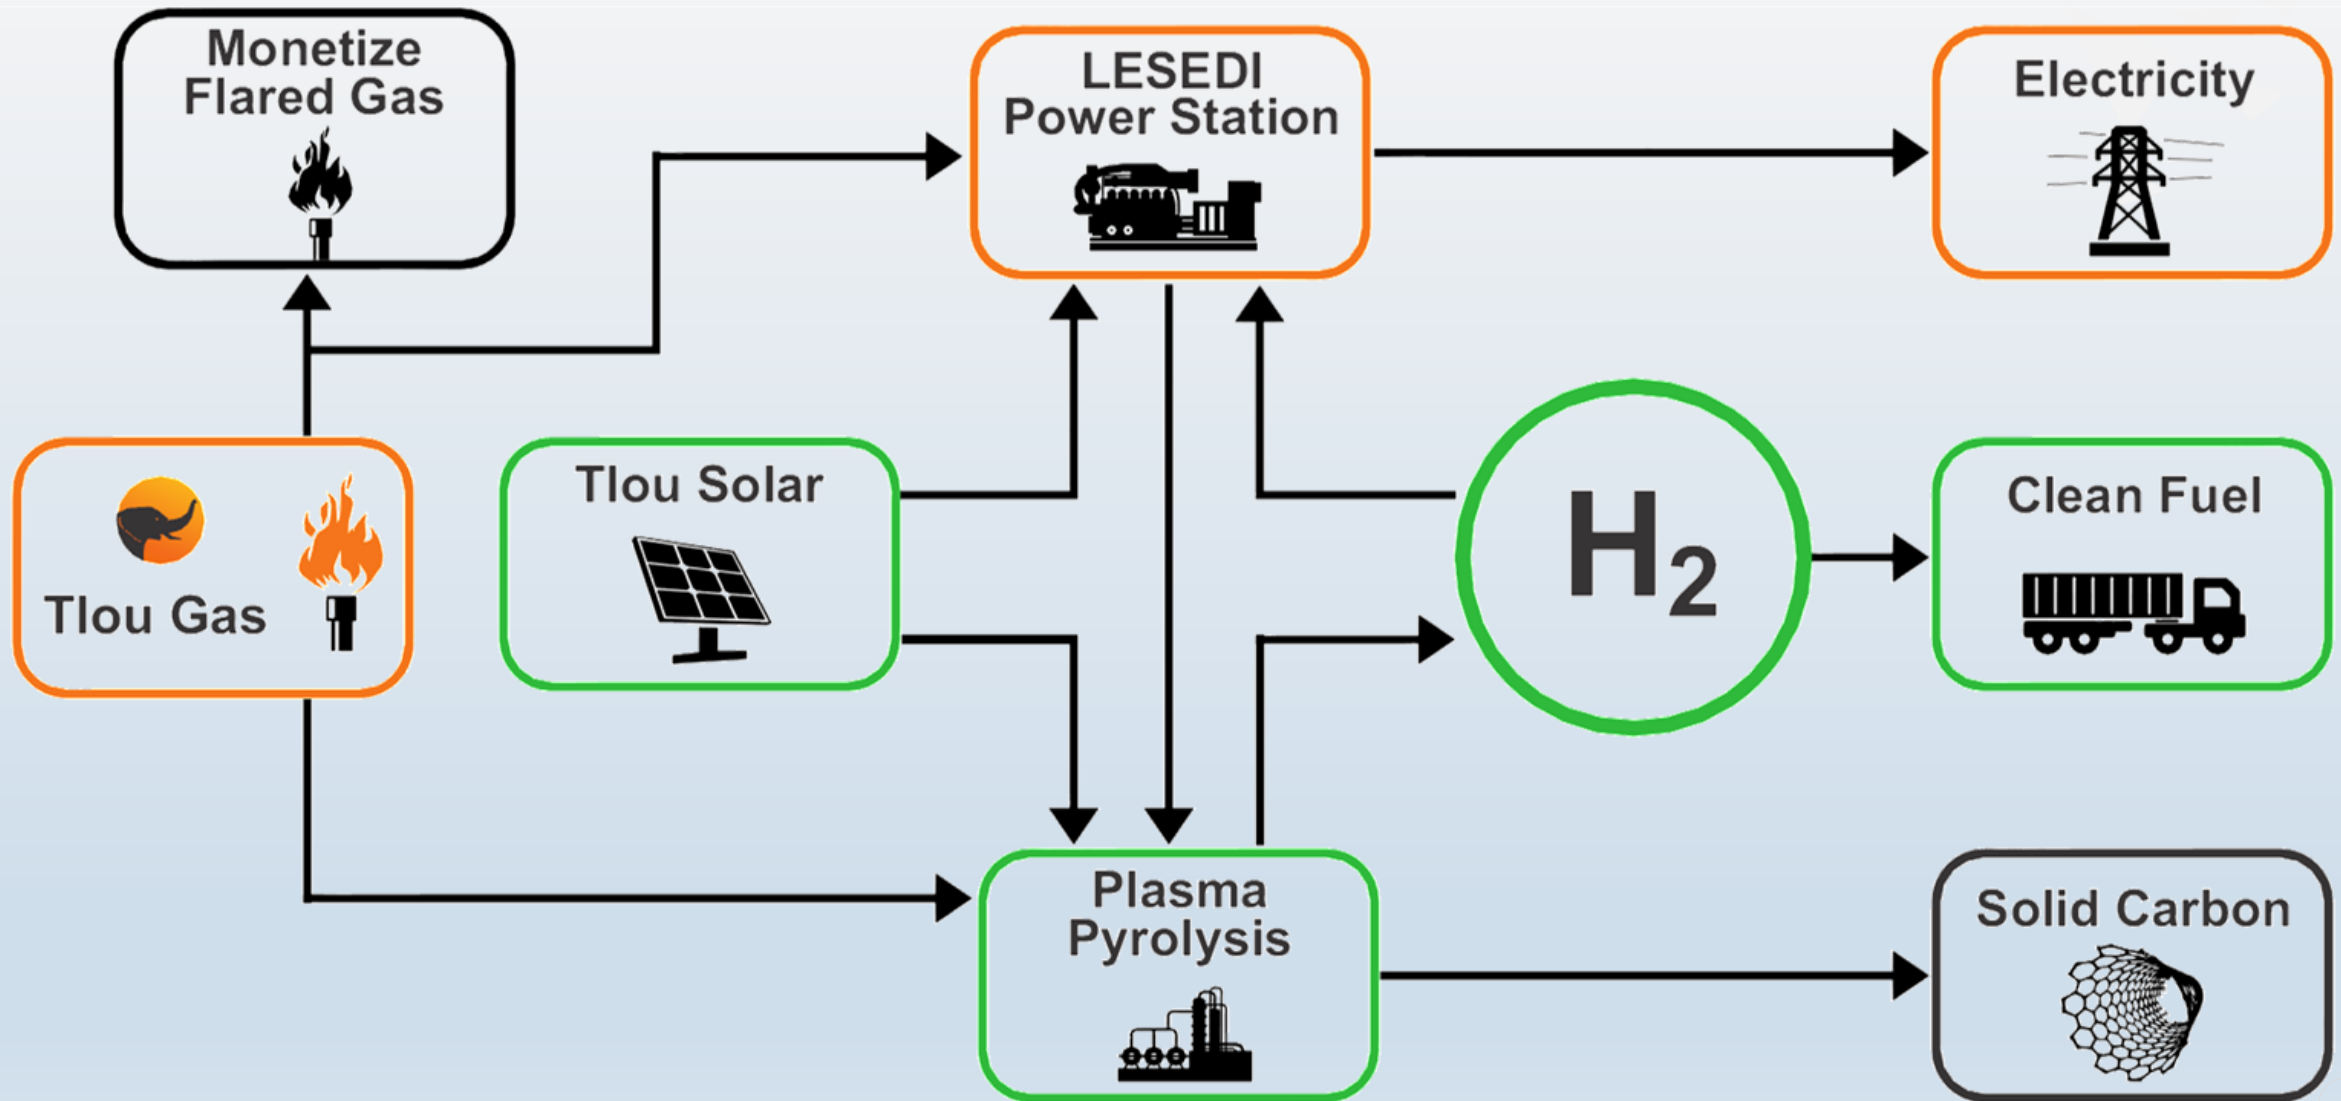 Monetize
Flared Gas
LESEDI
Power Station
Electricity
Tlou Gas
Tlou Solar
H₂
Clean Fuel
Plasma
Pyrolysis
Solid Carbon